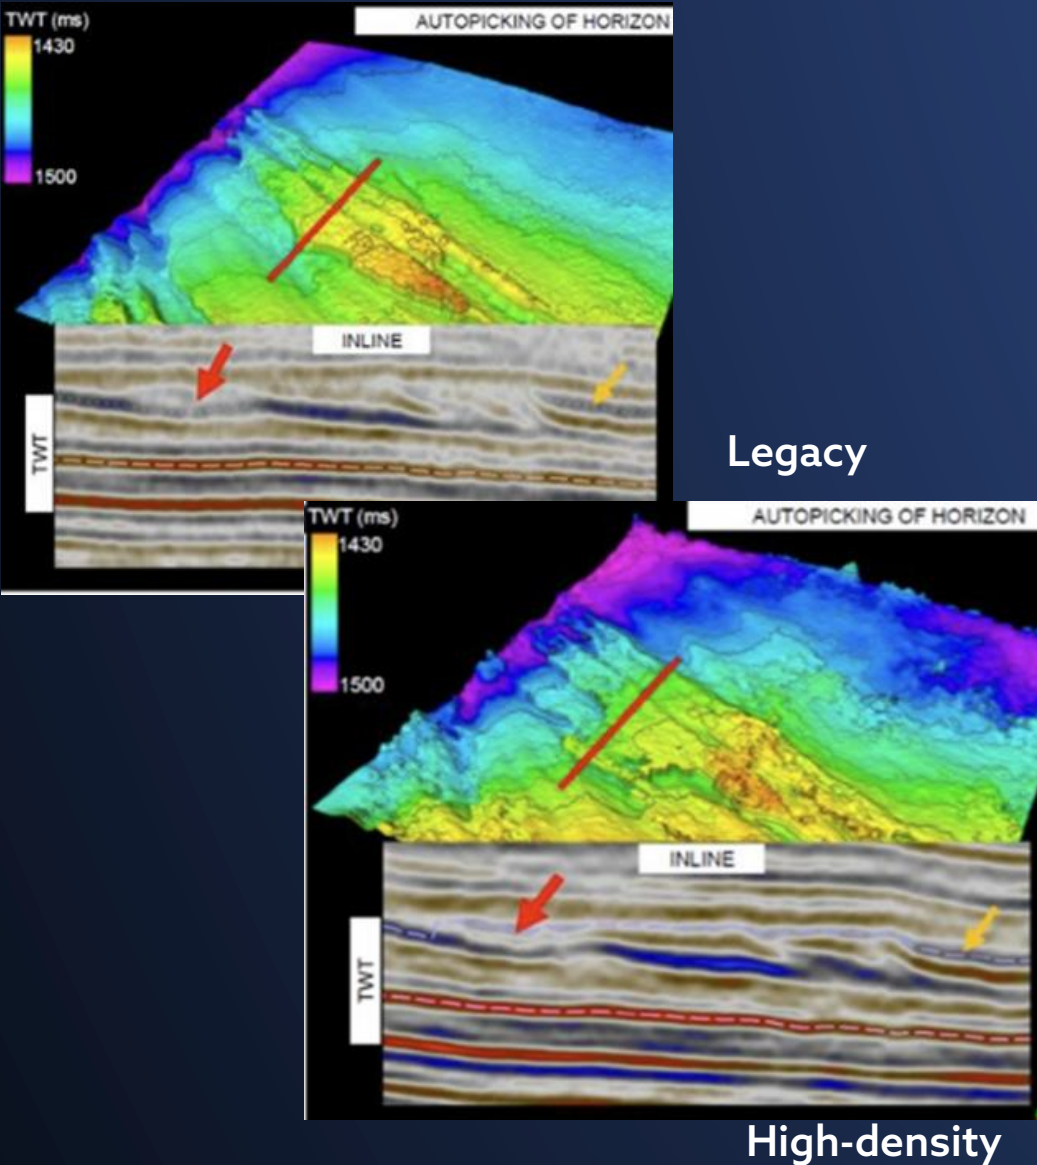 TWT (ms)
AUTOPICKING OF HORIZON
1430
1500
INLINE
TWT
Legacy
TWT (ms)
AUTOPICKING OF HORIZON
1430
1500
INLINE
TWT
High-density